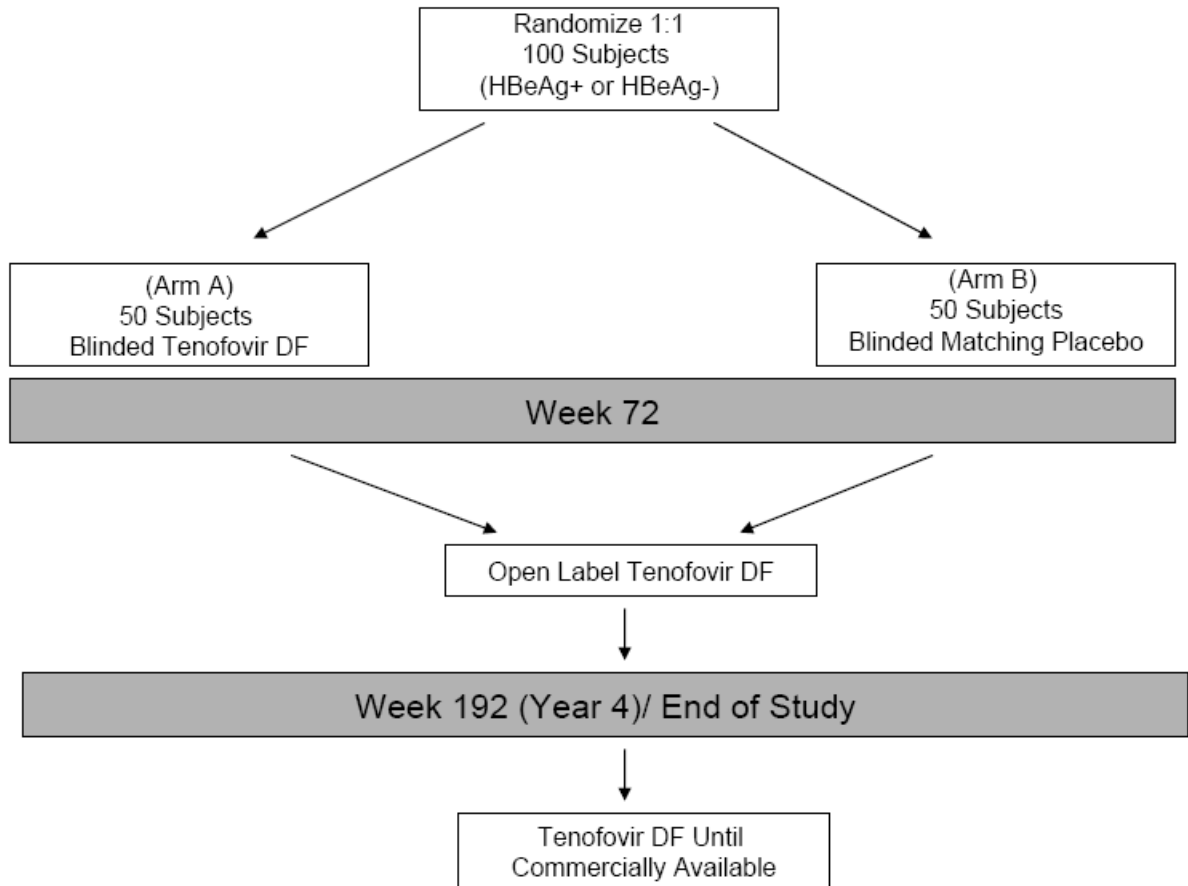 Randomize 1:1
100 Subjects
(HBeAg+ or HBeAg-)
(Arm A)
50 Subjects
Blinded Tenofovir DF
(Arm B)
50 Subjects
Blinded Matching Placebo
Week 72
Open Label Tenofovir DF
Week 192 (Year 4)/ End of Study
Tenofovir DF Until
Commercially Available